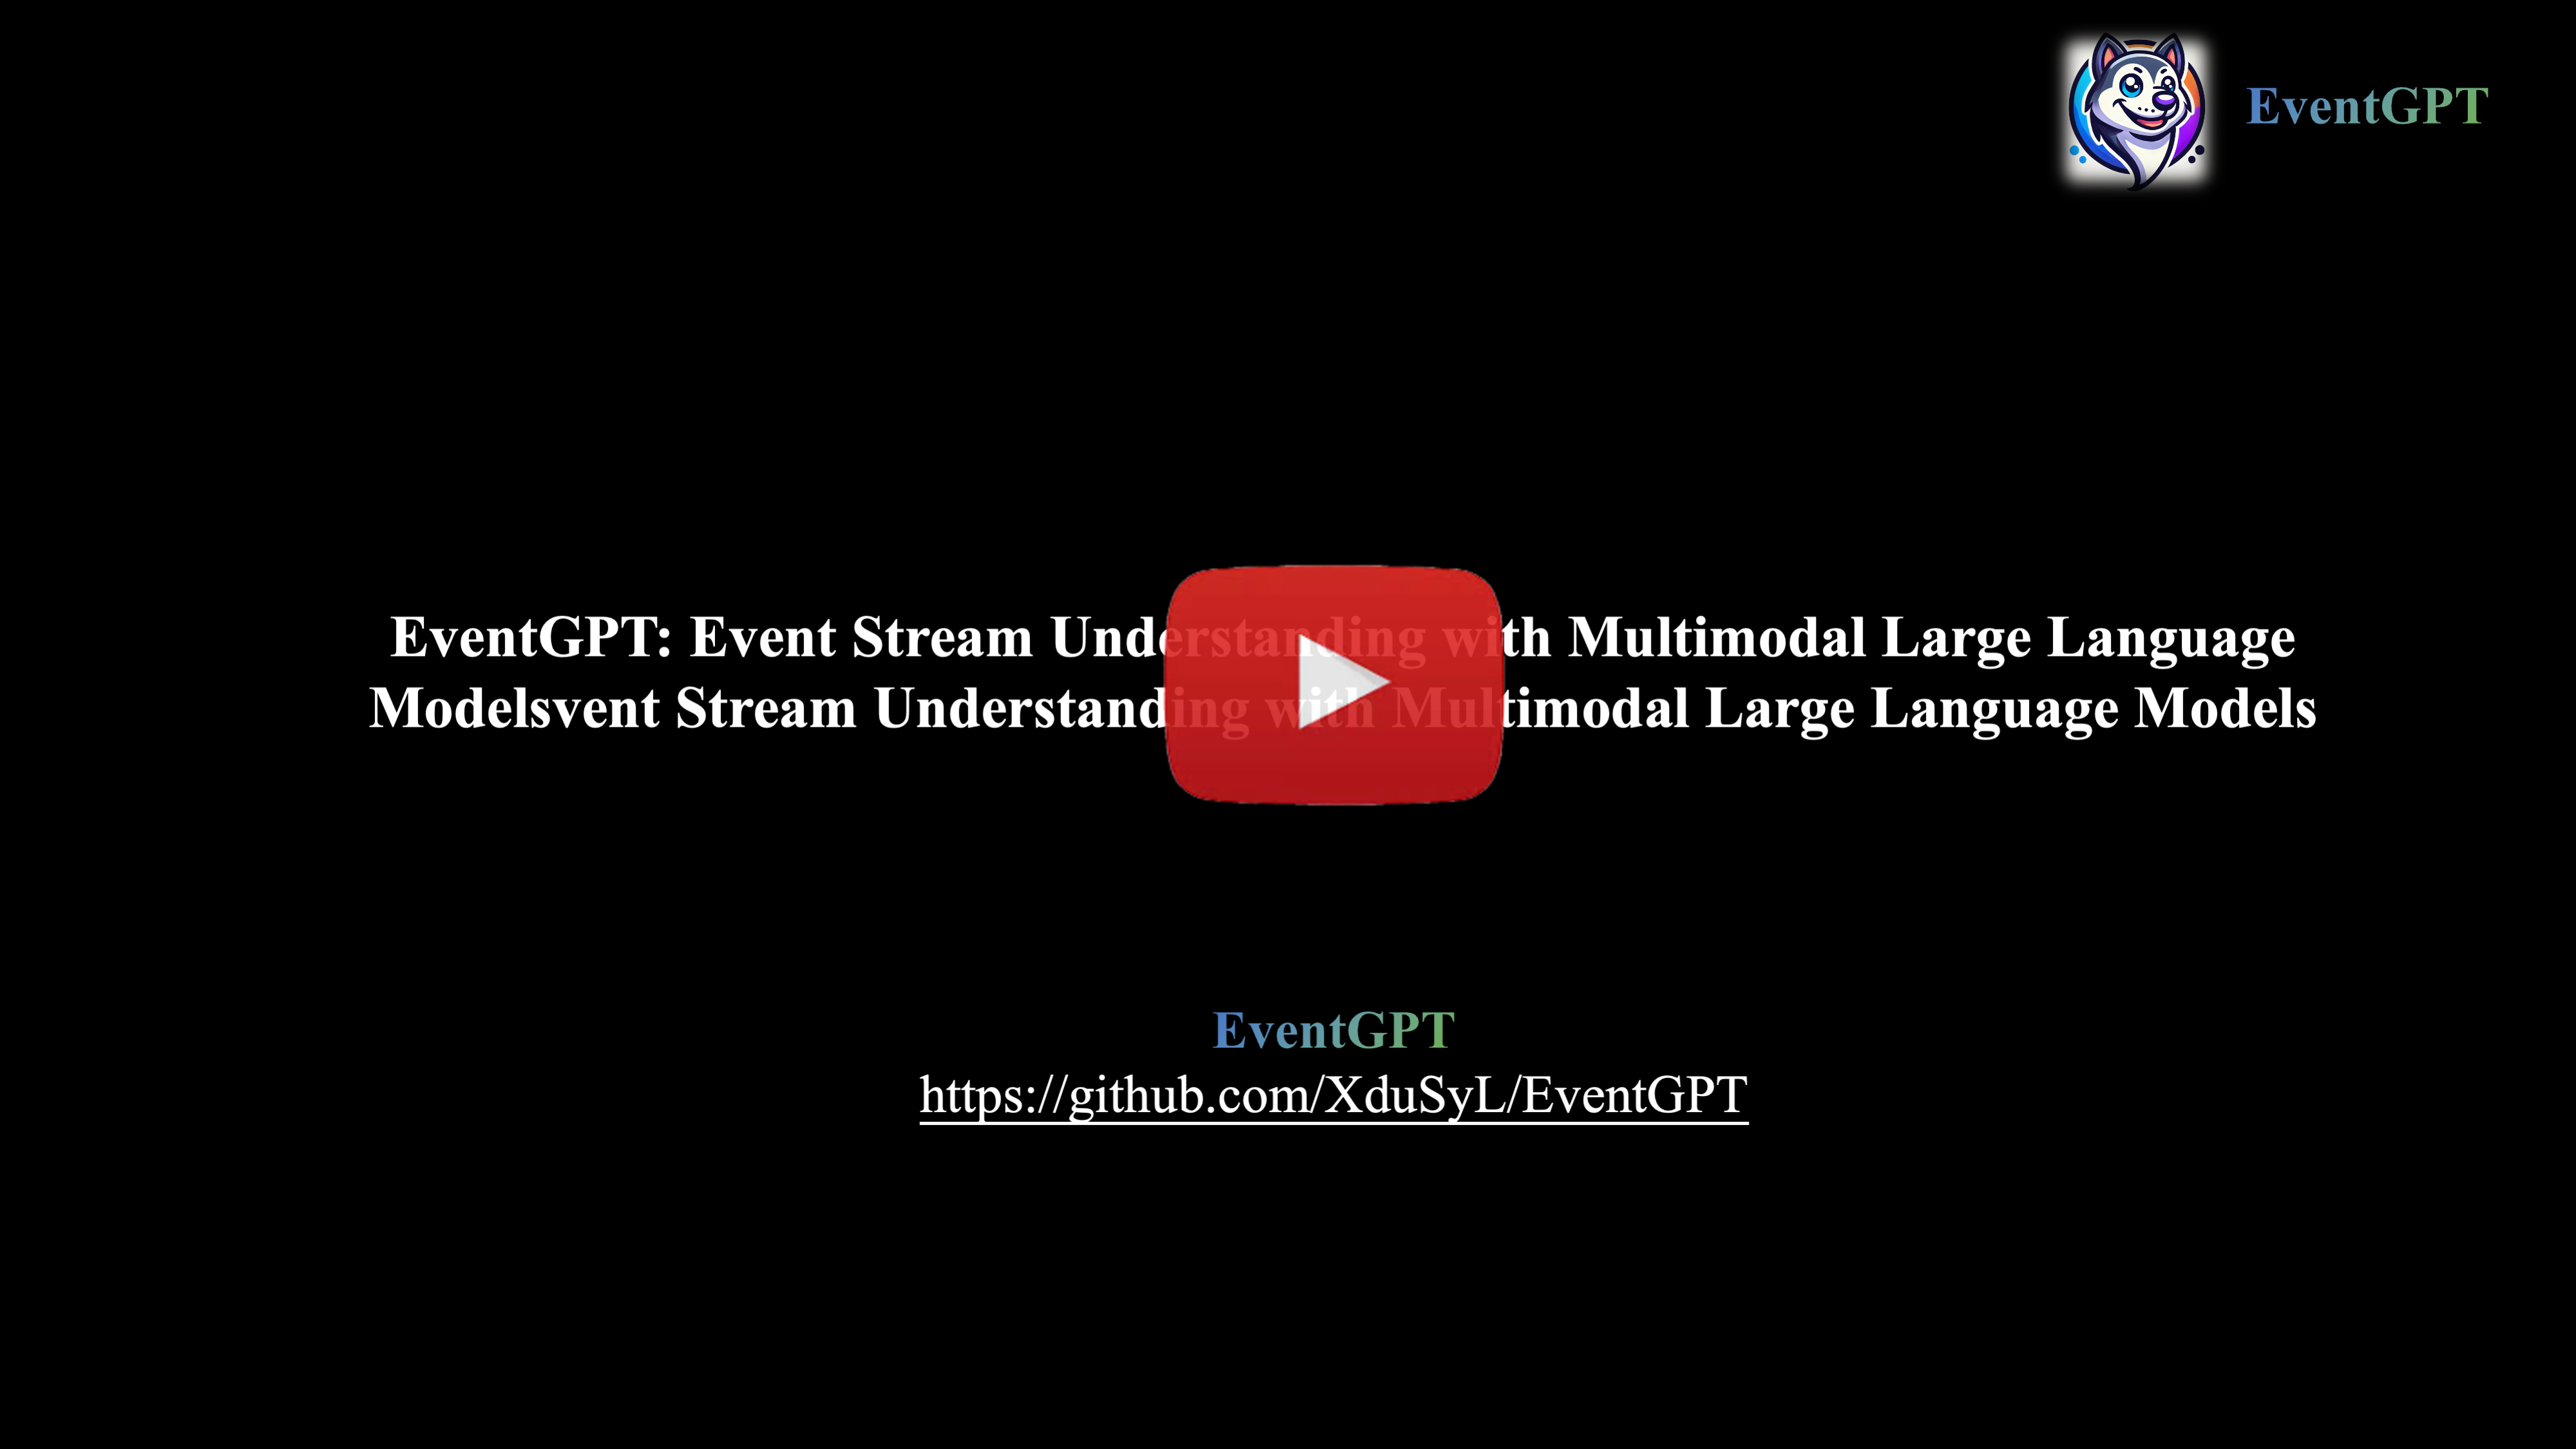 EventGPT
EventGPT: Event Stream Understanding with Multimodal Large Language
Modelsvent Stream Understanding with Multimodal Large Language Models
EventGPT
https://github.com/XduSyL/EventGPT